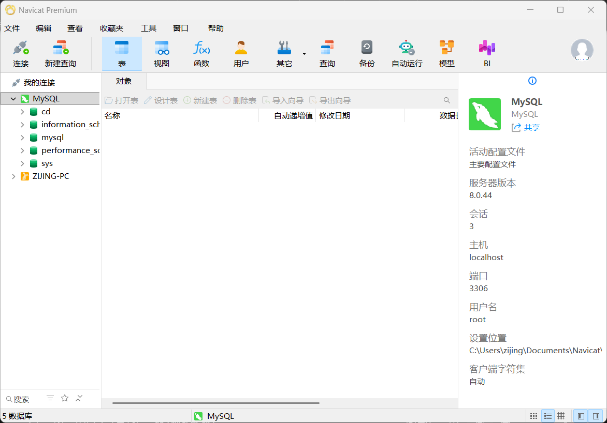 Navicat Premium
文件 编辑 查看 收藏夹 工具 窗口 帮助
连接 新建查询 表 视图 函数 用户 其它 查询 备份 自动运行 模型 BI
我的连接
MySQL
cd
information_sch
mysql
performance_sc
sys
ZIJING-PC
搜索
对象
打开表 设计表 新建表 删除表 导入向导 导出向导
名称 自动递增值 修改日期 数据长
MySQL
MySQL
共享
活动配置文件
主要配置文件
服务器版本
8.0.44
会话
3
主机
localhost
端口
3306
用户名
root
设置位置
C:\Users\zijing\Documents\Navicat\
客户端字符集
自动
5 数据库 MySQL